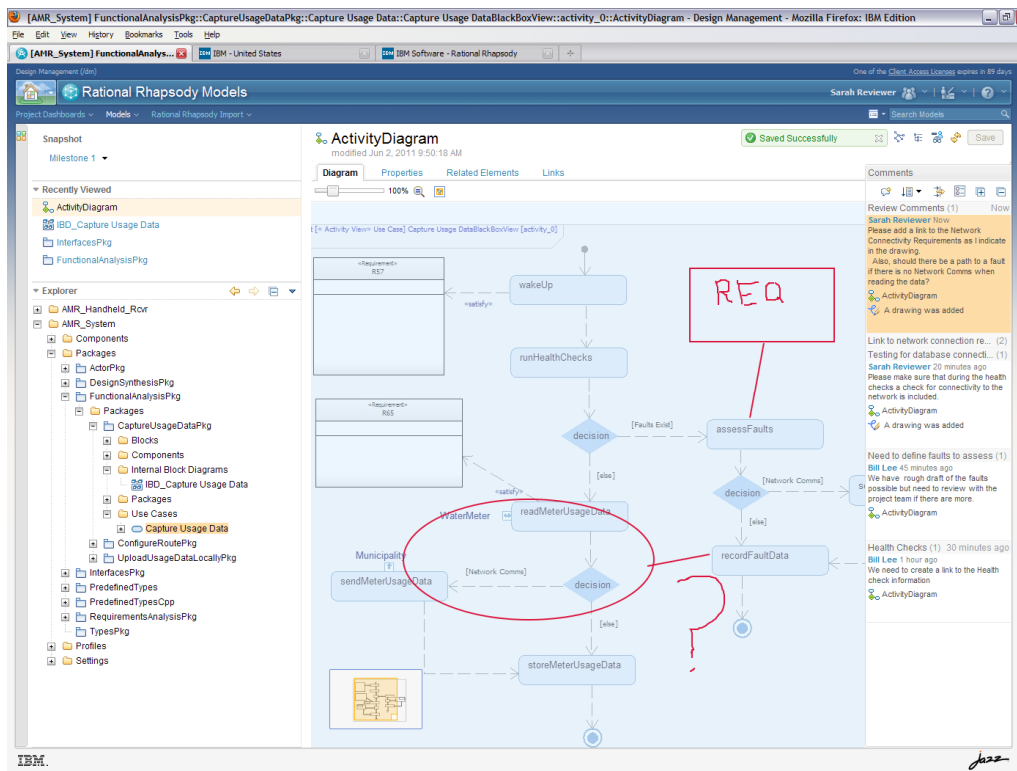 [AMR_System] FunctionalAnalysisPkg::CaptureUsageDataPkg::Capture Usage Data::Capture Usage DataBlackBoxView::activity_0::ActivityDiagram - Design Management - Mozilla Firefox: IBM Edition
File Edit View History Bookmarks Tools Help
[AMR_System] FunctionalAnalys... IBM - United States IBM Software - Rational Rhapsody
Design Management (/dm) One of the Client Access Licenses expires in 89 days
Rational Rhapsody Models Sarah Reviewer
Project Dashboards Models Rational Rhapsody Import Search Models
Snapshot
Milestone 1
Recently Viewed
ActivityDiagram
IBD_Capture Usage Data
InterfacesPkg
FunctionalAnalysisPkg
Explorer
AMR_Handheld_Rcvr
AMR_System
Components
Packages
ActorPkg
DesignSynthesisPkg
FunctionalAnalysisPkg
Packages
CaptureUsageDataPkg
Blocks
Components
Internal Block Diagrams
IBD_Capture Usage Data
Packages
Use Cases
Capture Usage Data
ConfigureRoutePkg
UploadUsageDataLocallyPkg
InterfacesPkg
PredefinedTypes
PredefinedTypesCpp
RequirementsAnalysisPkg
TypesPkg
Profiles
Settings
ActivityDiagram
modified Jun 2, 2011 9:50:18 AM
Saved Successfully
Save
Diagram Properties Related Elements Links
100%
[« Activity View» Use Case] Capture Usage DataBlackBoxView [activity_0]
«Requirement»
R57
wakeUp
«satisfy»
REQ
runHealthChecks
«Requirement»
R65
decision
[Faults Exist]
assessFaults
[else]
«satisfy»
decision
[Network Comms]
WaterMeter
readMeterUsageData
[else]
Municipality
recordFaultData
sendMeterUsageData
[Network Comms]
decision
?
[else]
storeMeterUsageData
Comments
Review Comments (1) Now
Sarah Reviewer Now
Please add a link to the Network
Connectivity Requirements as I indicate
in the drawing.
Also, should there be a path to a fault
if there is no Network Comms when
reading the data?
ActivityDiagram
A drawing was added
Link to network connection re... (2)
Testing for database connecti... (1)
Sarah Reviewer 20 minutes ago
Please make sure that during the health
checks a check for connectivity to the
network is included.
ActivityDiagram
A drawing was added
Need to define faults to assess (1)
Bill Lee 45 minutes ago
We have rough draft of the faults
possible but need to review with the
project team if there are more.
ActivityDiagram
Health Checks (1) 30 minutes ago
Bill Lee 1 hour ago
We need to create a link to the Health
check information
ActivityDiagram
IBM.
jazz